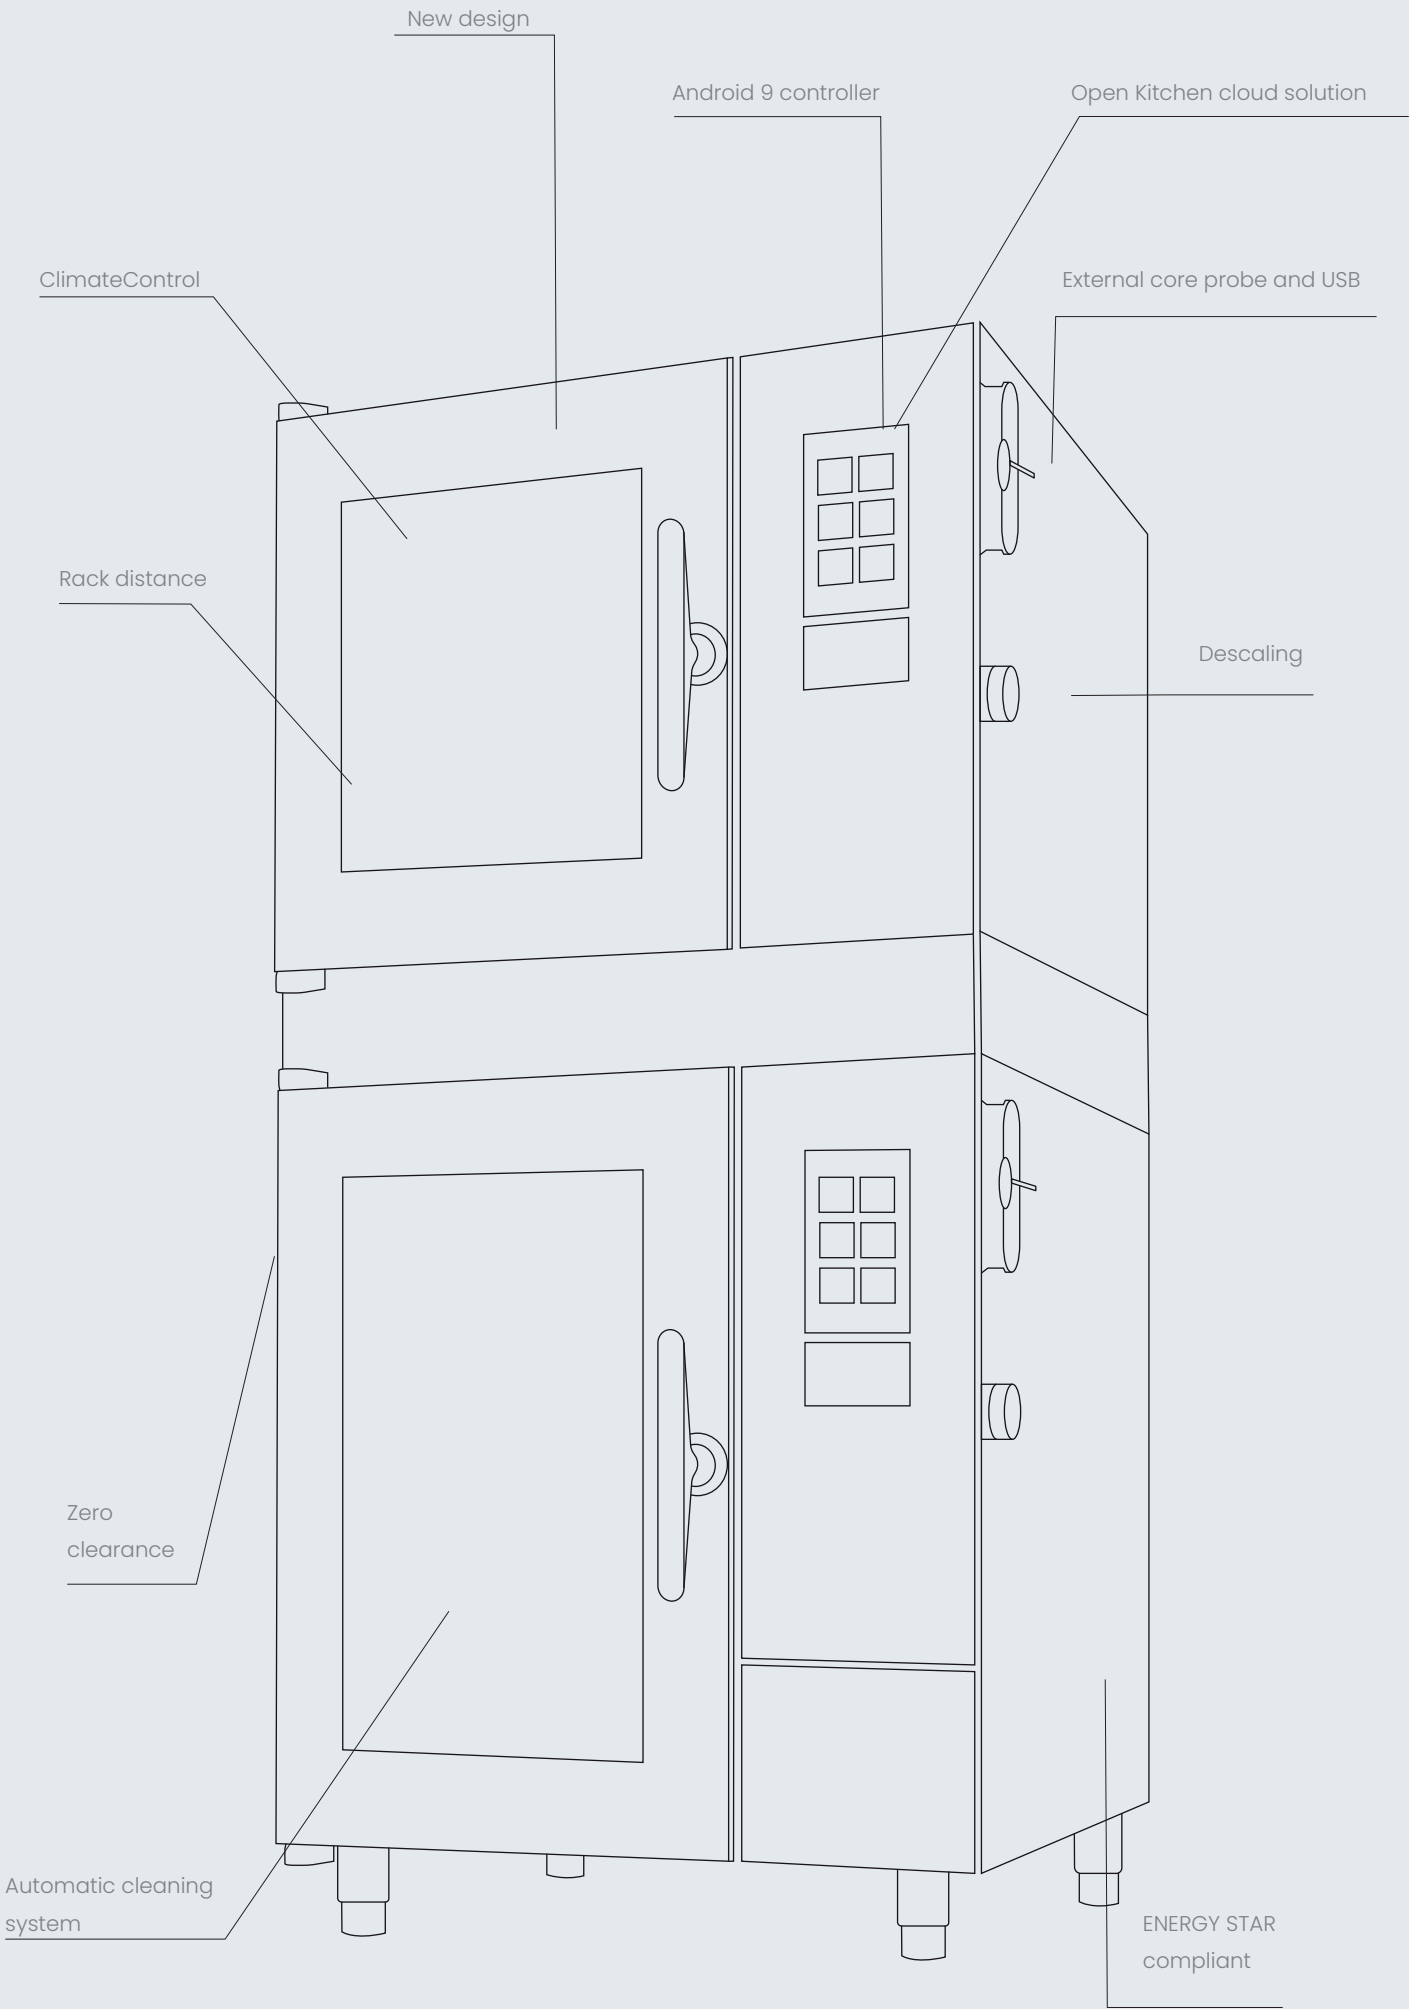 New design
Android 9 controller
Open Kitchen cloud solution
ClimateControl
External core probe and USB
Rack distance
Descaling
Zero
clearance
Automatic cleaning
system
ENERGY STAR
compliant